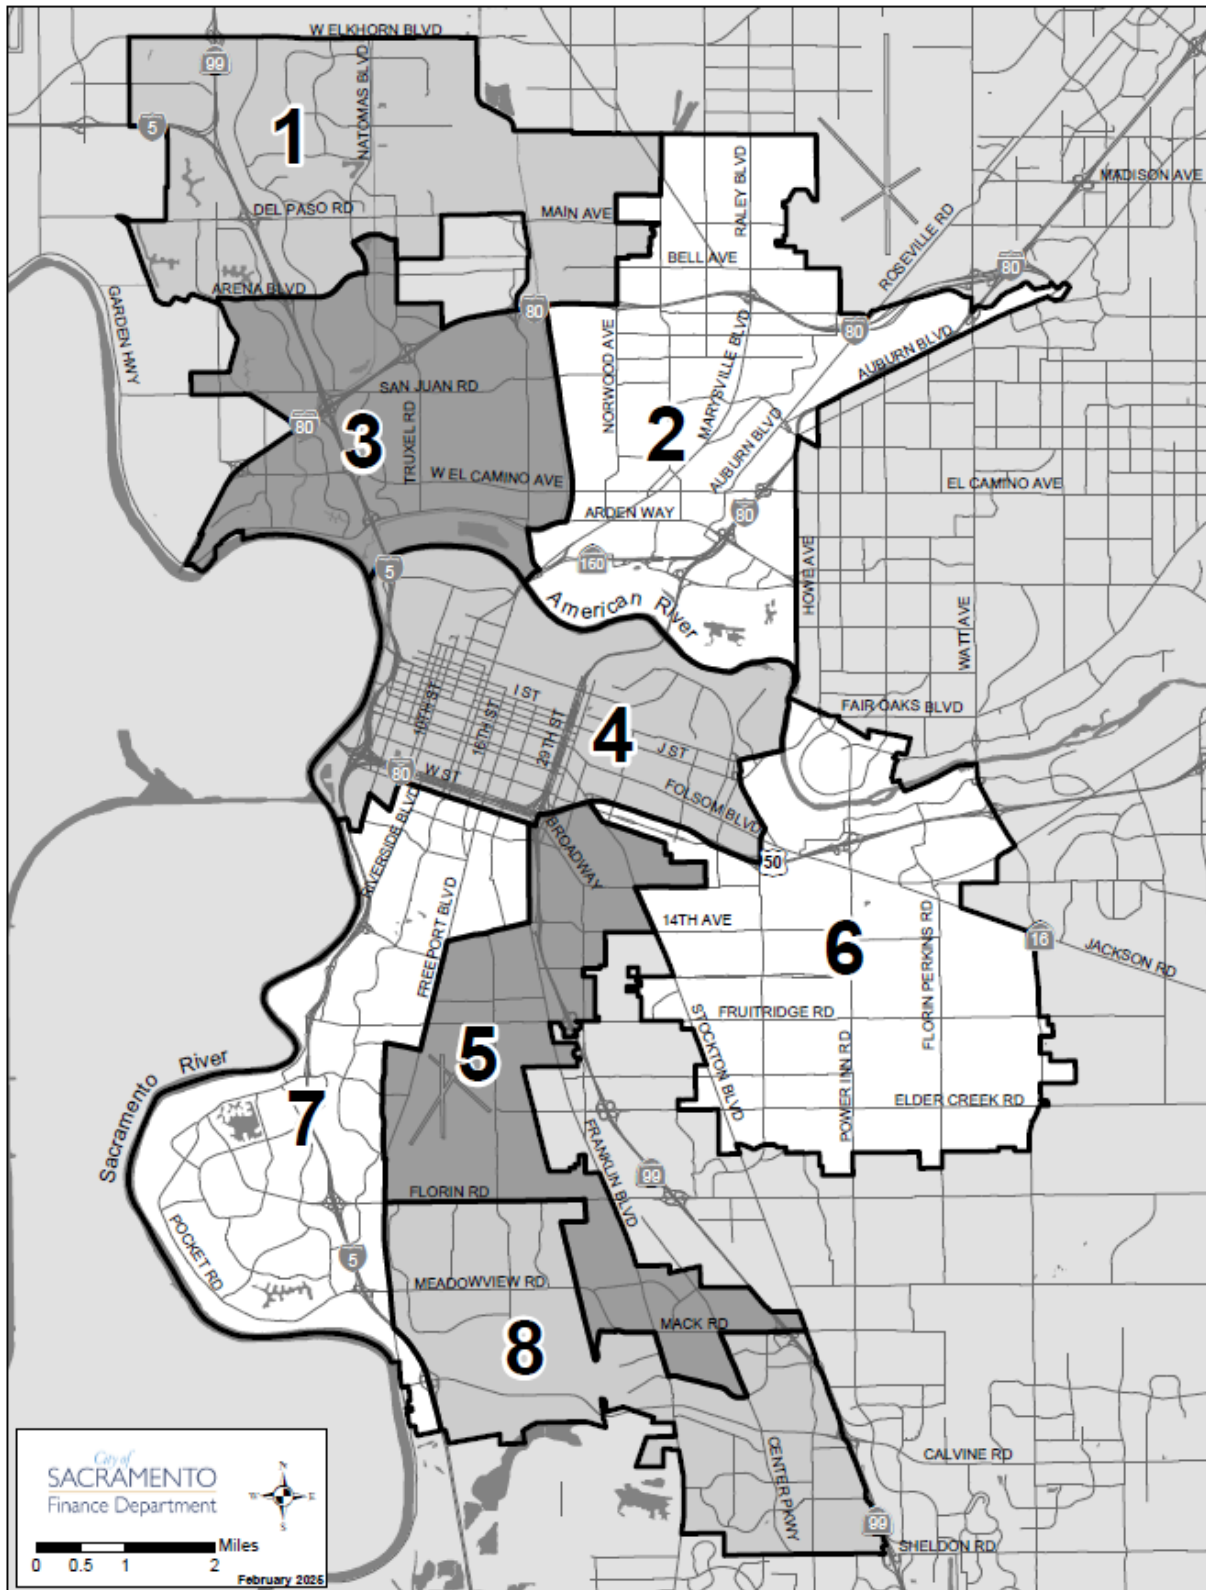 W ELKHORN BLVD
99
NATOMAS BLVD
5
1
RALEY BLVD
MADISON AVE
DEL PASO RD
MAIN AVE
ROSEVILLE RD
BELL AVE
80
ARENA BLVD
GARDEN HWY
80
80
NORWOOD AVE
MARYSVILLE BLVD
AUBURN BLVD
SAN JUAN RD
TRUXEL RD
80
3
2
AUBURN BLVD
W EL CAMINO AVE
EL CAMINO AVE
ARDEN WAY
80
160
5
HOWE AVE
American River
WATT AVE
I ST
10TH ST
16TH ST
29TH ST
FAIR OAKS BLVD
4
J ST
80
W ST
FOLSOM BLVD
RIVERSIDE BLVD
BROADWAY
50
FREEPORT BLVD
14TH AVE
6
FLORIN PERKINS RD
16
JACKSON RD
STOCKTON BLVD
FRUITRIDGE RD
5
POWER INN RD
Sacramento River
7
ELDER CREEK RD
FRANKLIN BLVD
99
FLORIN RD
POCKET RD
5
MEADOWVIEW RD
MACK RD
8
CENTER PKWY
CALVINE RD
99
SHELDON RD
City of
SACRAMENTO
Finance Department
N
W E
S
Miles
0 0.5 1 2
February 2025